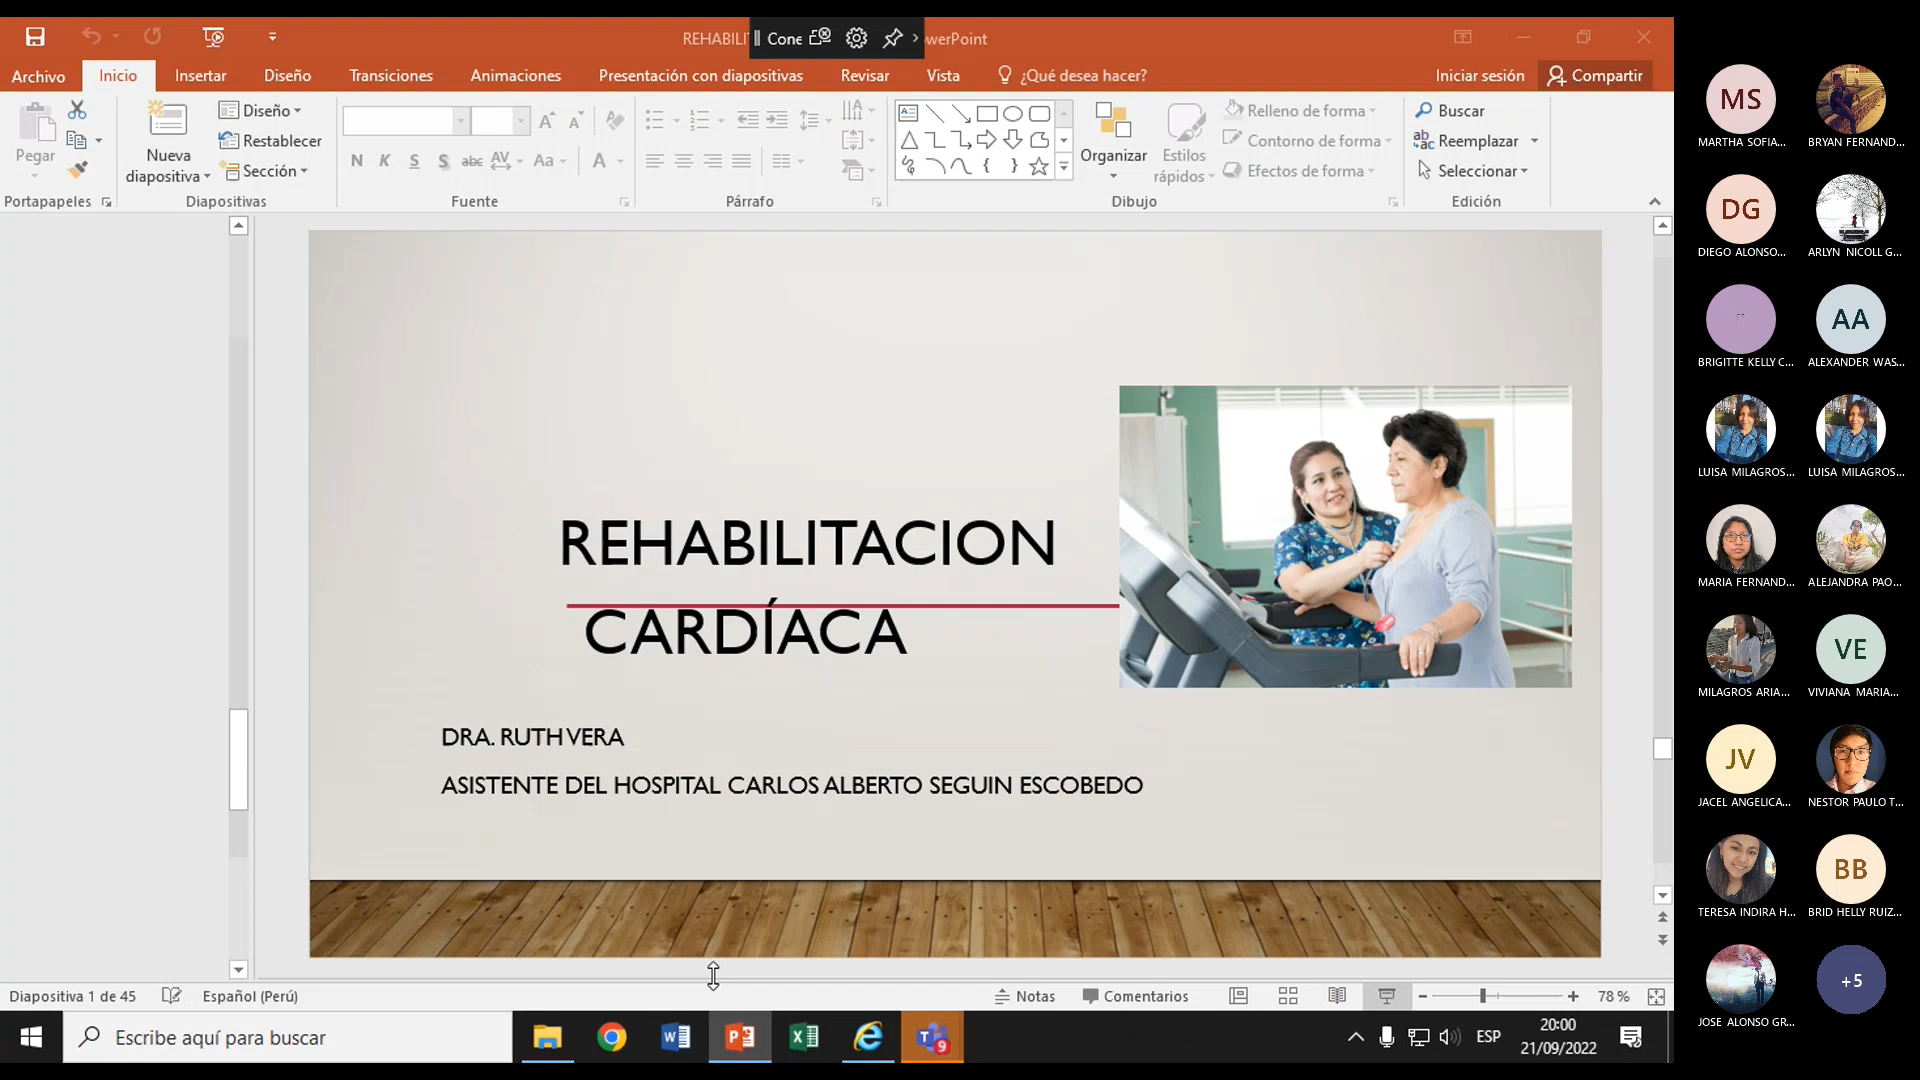 REHABILIT
Cone
werPoint
Archivo
Inicio
Insertar
Diseño
Transiciones
Animaciones
Presentación con diapositivas
Revisar
Vista
¿Qué desea hacer?
Iniciar sesión
Compartir
Pegar
Nueva
diapositiva
Diseño
Restablecer
Sección
N K S S abc AV Aa A
Organizar
Estilos
rápidos
Relleno de forma
Contorno de forma
Efectos de forma
Buscar
Reemplazar
Seleccionar
Portapapeles
Diapositivas
Fuente
Párrafo
Dibujo
Edición
REHABILITACION
CARDÍACA
DRA. RUTH VERA
ASISTENTE DEL HOSPITAL CARLOS ALBERTO SEGUIN ESCOBEDO
Diapositiva 1 de 45
Español (Perú)
Notas
Comentarios
78 %
Escribe aquí para buscar
9
ESP
20:00
21/09/2022
MS
MARTHA SOFIA...
BRYAN FERNAND...
DG
DIEGO ALONSO...
ARLYN NICOLL G...
BRIGITTE KELLY C...
AA
ALEXANDER WAS...
LUISA MILAGROS...
LUISA MILAGROS...
MARIA FERNAND...
ALEJANDRA PAO...
MILAGROS ARIA...
VE
VIVIANA MARIA...
JV
JACEL ANGELICA...
NESTOR PAULO T...
TERESA INDIRA H...
BB
BRID HELLY RUIZ...
JOSE ALONSO GR...
+5